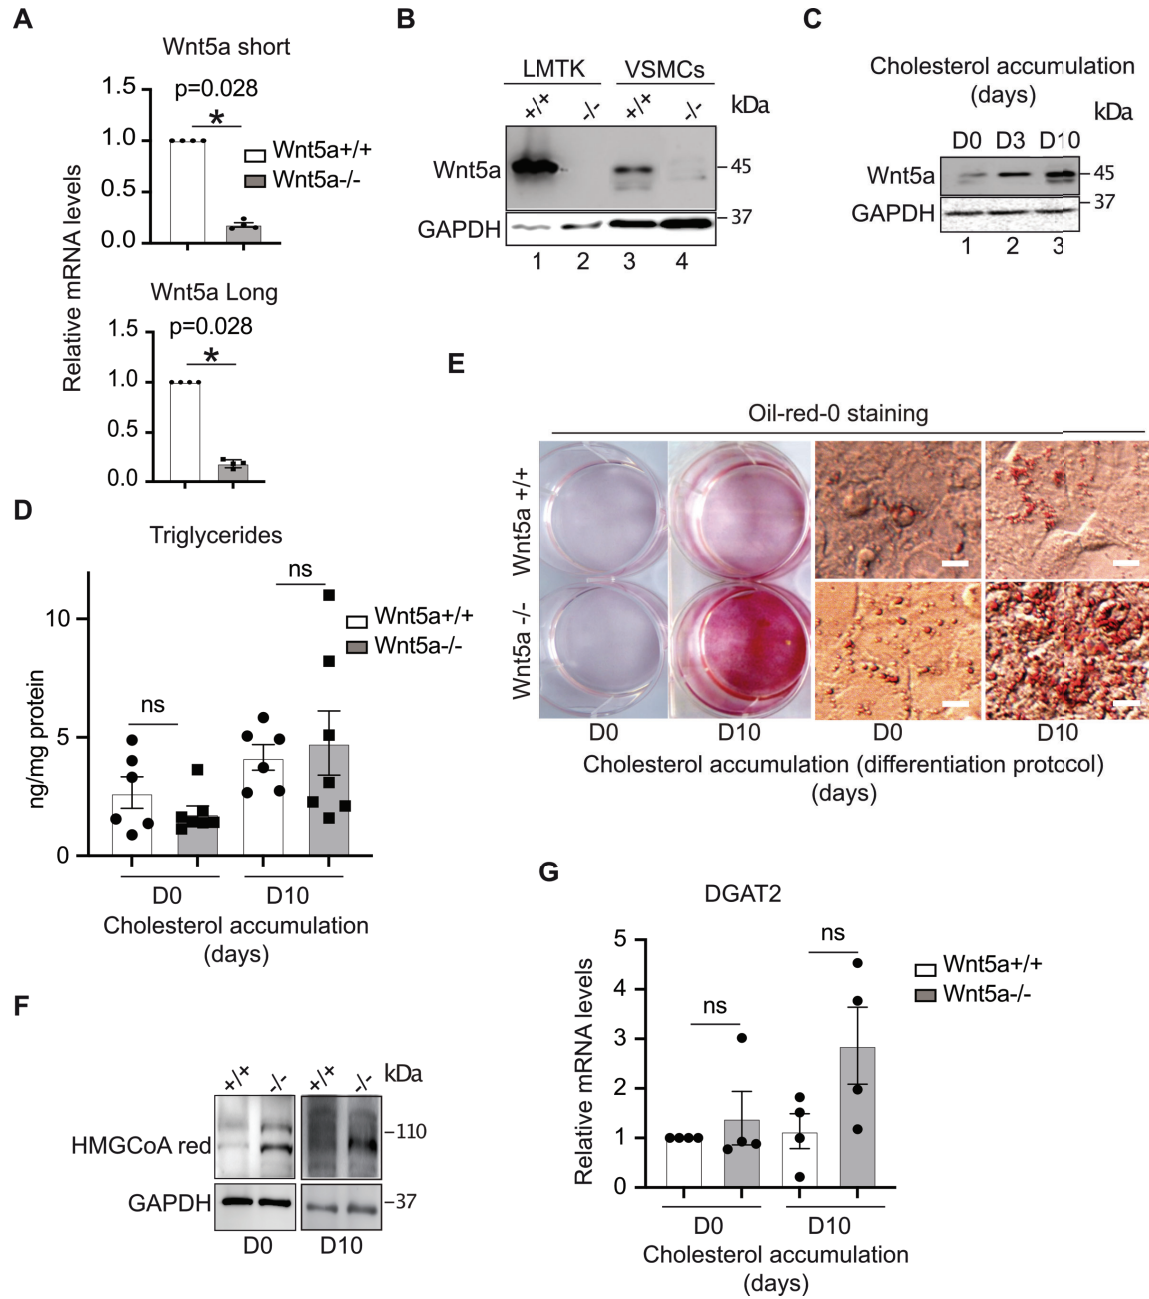 A
Wnt5a short
p=0.028
*
1.5
1.0
0.5
0.0
Wnt5a+/+
Wnt5a-/-
Relative mRNA levels
Wnt5a Long
p=0.028
*
1.5
1.0
0.5
0.0
B
LMTK VSMCs
+/+ -/- +/+ -/- kDa
Wnt5a
45
GAPDH
37
1 2 3 4
C
Cholesterol accumulation
(days)
kDa
D0 D3 D10
Wnt5a
45
37
GAPDH
1 2 3
D
Triglycerides
ns
ns
Wnt5a+/+
Wnt5a-/-
ng/mg protein
10
5
0
D0 D10
Cholesterol accumulation
(days)
E
Oil-red-0 staining
Wnt5a +/+
Wnt5a -/-
D0 D10 D0 D10
Cholesterol accumulation (differentiation protocol)
(days)
F
+/+ -/- +/+ -/- kDa
HMGCoA red
110
GAPDH
37
D0 D10
G
DGAT2
ns
ns
Wnt5a+/+
Wnt5a-/-
Relative mRNA levels
5
4
3
2
1
0
D0 D10
Cholesterol accumulation
(days)